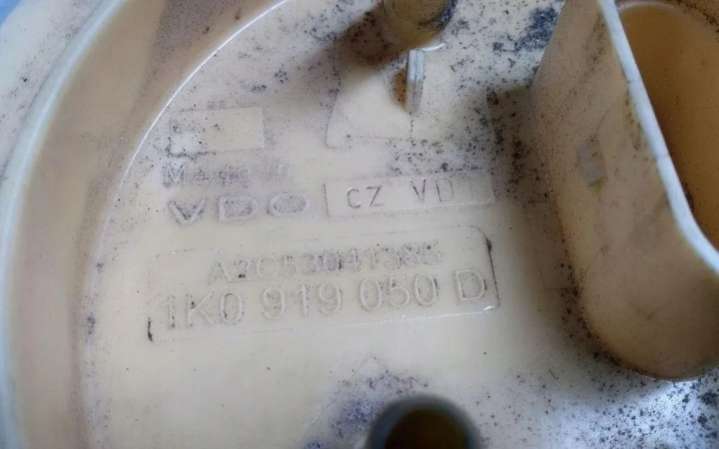 Made in
VDO CZ VDO
A2C53041385
1K0 919 050 D